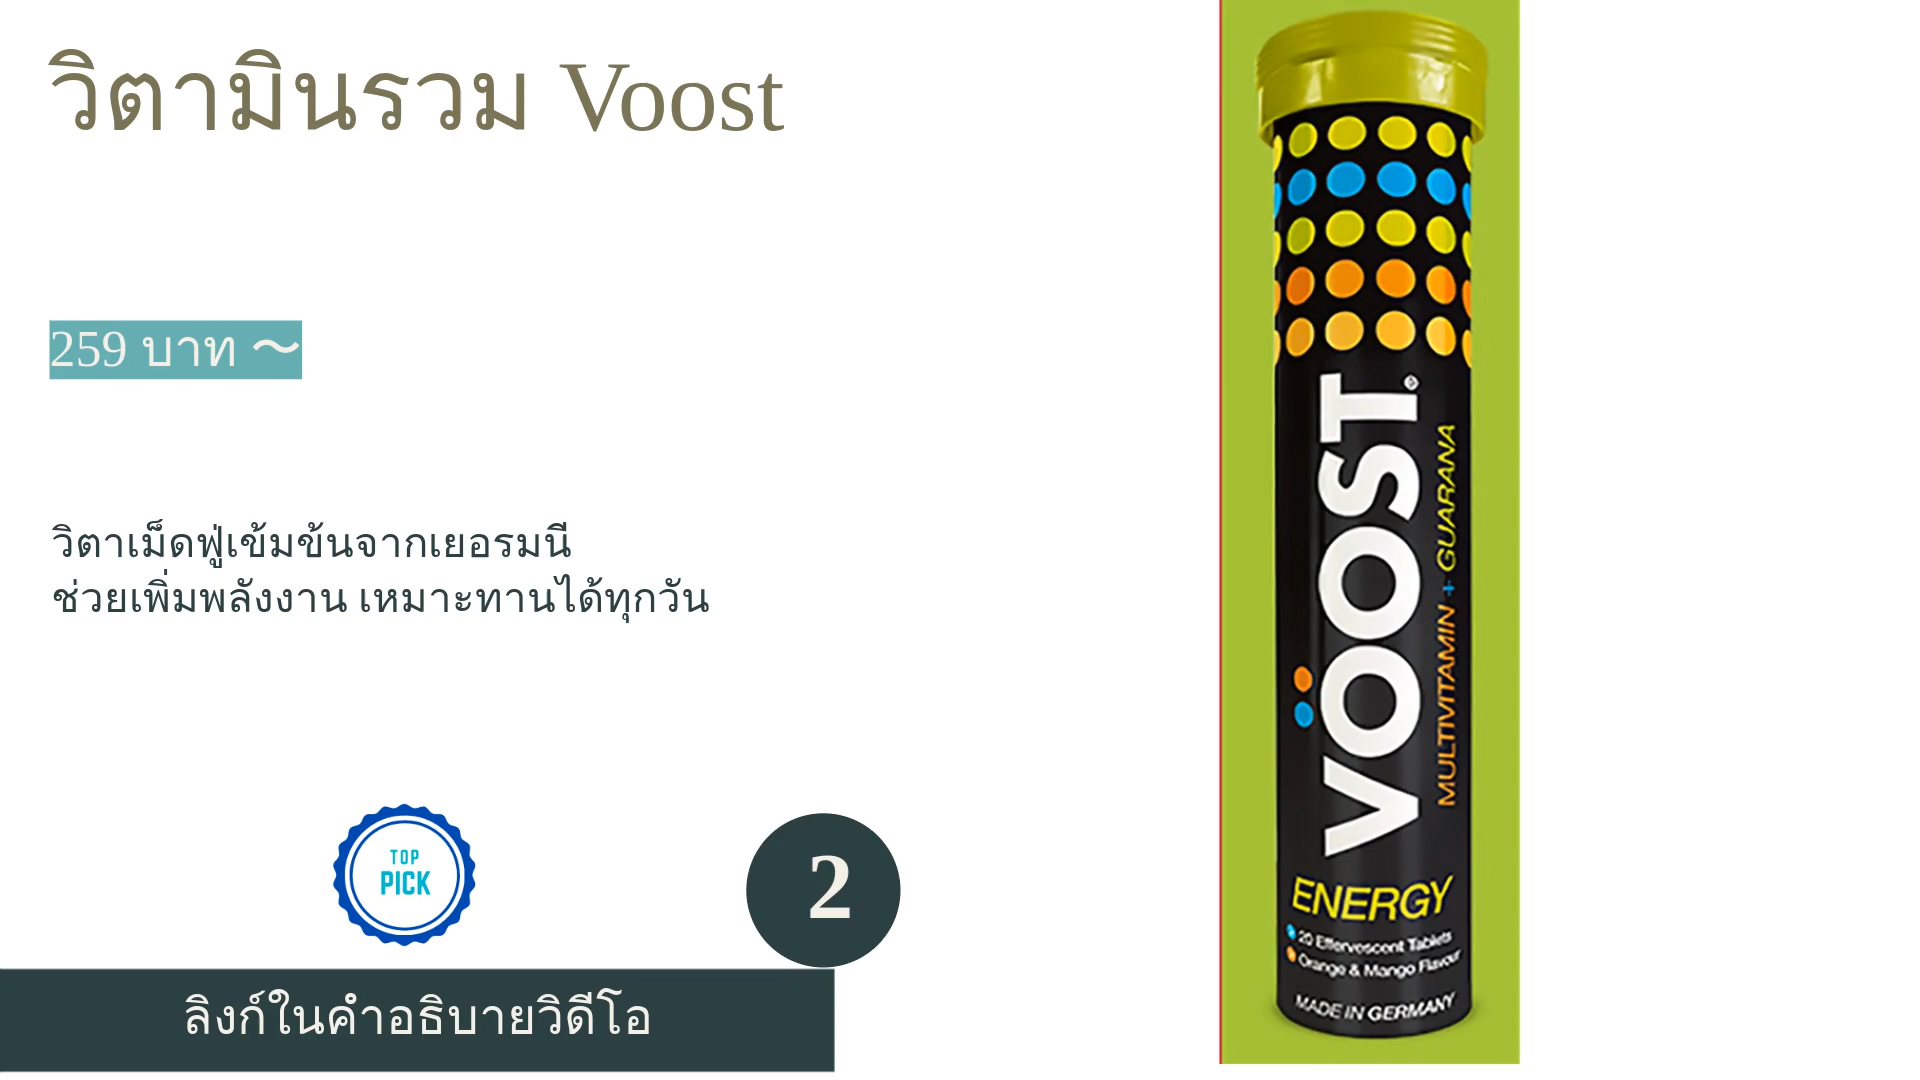 วิตามินรวม Voost
259 บาท ～
วิตาเม็ดฟู่เข้มข้นจากเยอรมนี
ช่วยเพิ่มพลังงาน เหมาะทานได้ทุกวัน
TOP
PICK
2
ลิงก์ในคำอธิบายวิดีโอ
VÖOST®
MULTIVITAMIN + GUARANA
ENERGY
20 Effervescent Tablets
Orange & Mango Flavour
MADE IN GERMANY